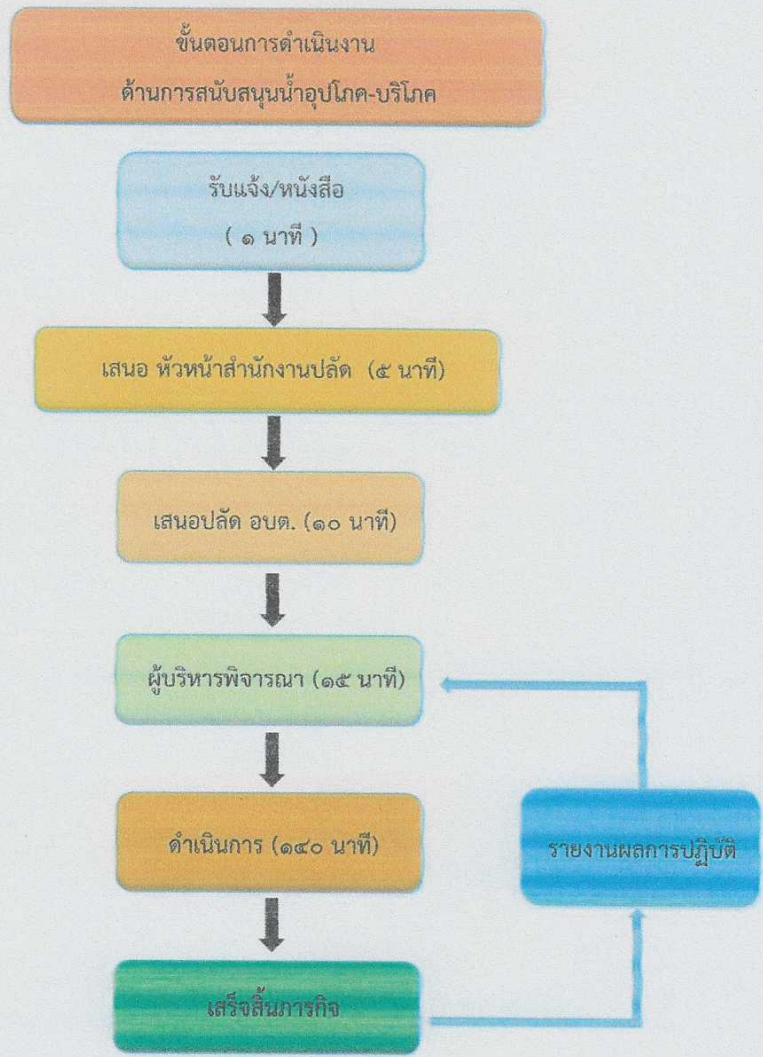 ขั้นตอนการดำเนินงาน
ด้านการสนับสนุนน้ำอุปโภค-บริโภค
รับแจ้ง/หนังสือ
( ๑ นาที )
เสนอ หัวหน้าสำนักงานปลัด (๕ นาที)
เสนอปลัด อบต. (๑๐ นาที)
ผู้บริหารพิจารณา (๑๕ นาที)
ดำเนินการ (๑๔๐ นาที)
รายงานผลการปฏิบัติ
เสร็จสิ้นภารกิจ